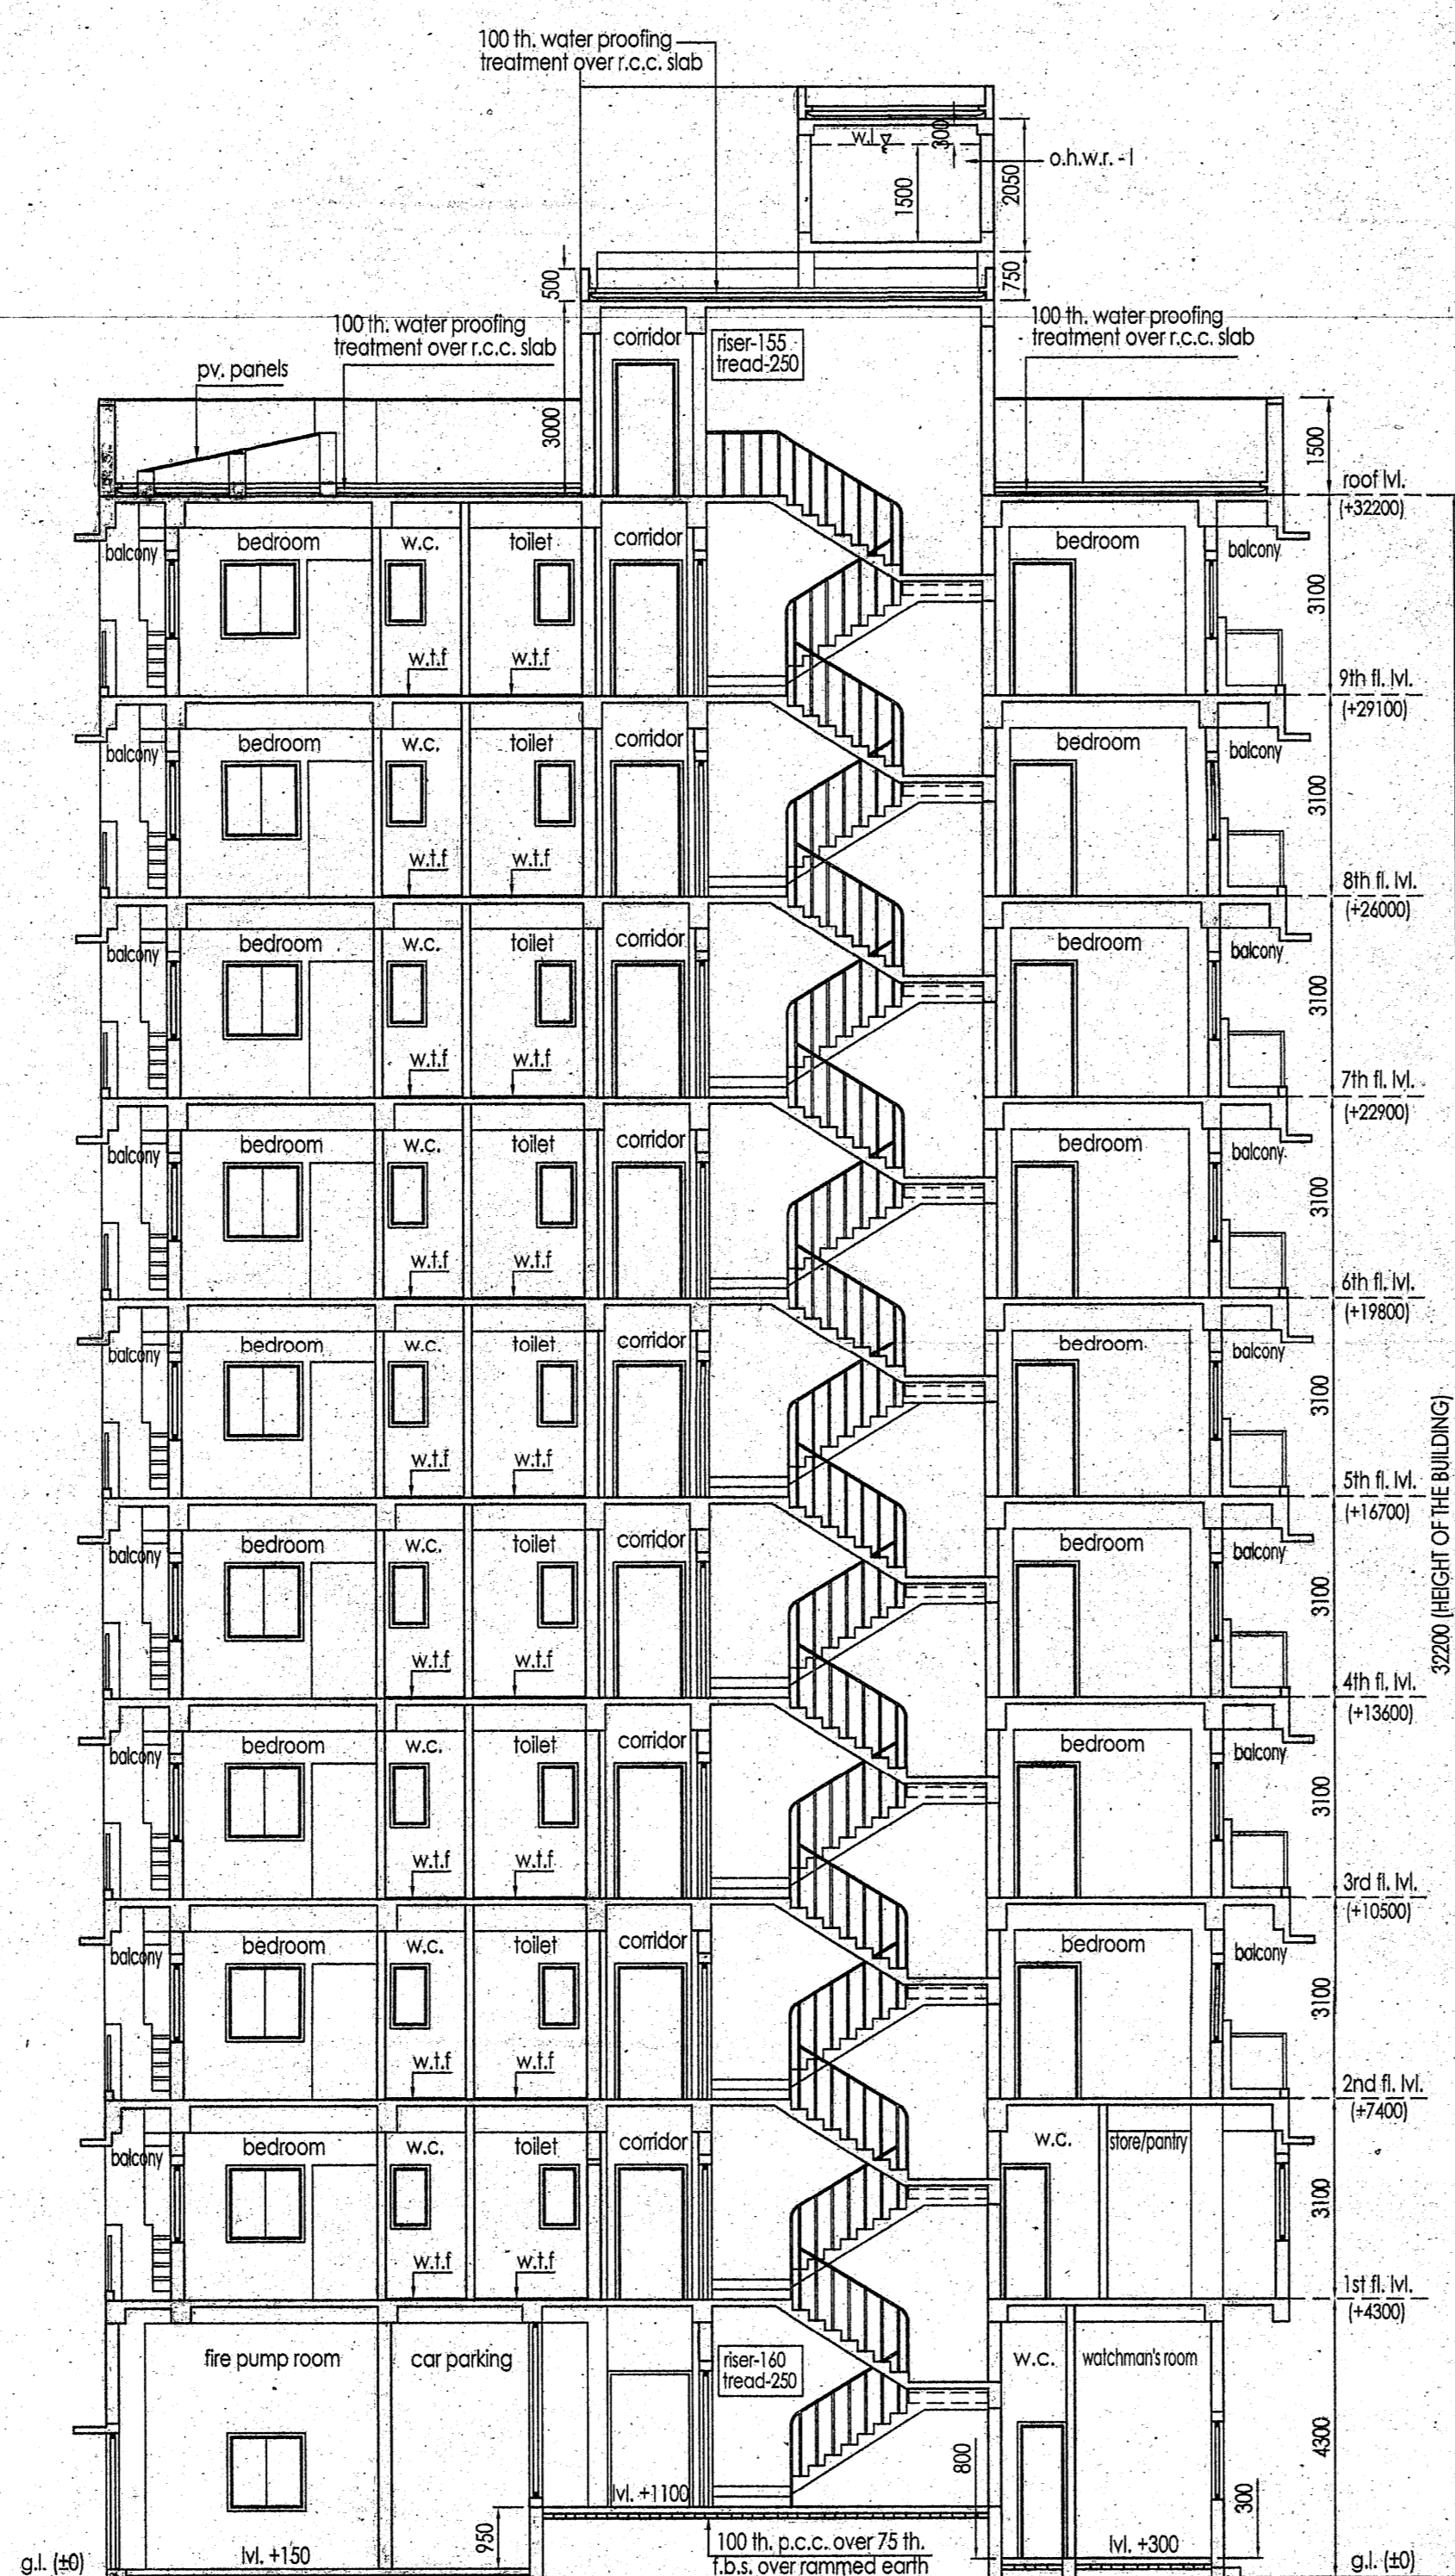 100 th. water proofing
treatment over r.c.c. slab
w.l
300
o.h.w.r. - I
1500
2050
500
750
100 th. water proofing
treatment over r.c.c. slab
corridor
riser-155
tread-250
100 th. water proofing
treatment over r.c.c. slab
pv. panels
3000
1500
roof lvl.
(+32200)
balcony
bedroom
w.c.
toilet
corridor
bedroom
balcony
3100
w.t.f
w.t.f
9th fl. lvl.
(+29100)
balcony
bedroom
w.c.
toilet
corridor
bedroom
balcony
3100
w.t.f
w.t.f
8th fl. lvl.
(+26000)
balcony
bedroom
w.c.
toilet
corridor
bedroom
balcony
3100
w.t.f
w.t.f
7th fl. lvl.
(+22900)
balcony
bedroom
w.c.
toilet
corridor
bedroom
balcony
3100
w.t.f
w.t.f
6th fl. lvl.
(+19800)
balcony
bedroom
w.c.
toilet
corridor
bedroom
balcony
3100
w.t.f
w.t.f
5th fl. lvl.
(+16700)
32200 (HEIGHT OF THE BUILDING)
balcony
bedroom
w.c.
toilet
corridor
bedroom
balcony
3100
w.t.f
w.t.f
4th fl. lvl.
(+13600)
balcony
bedroom
w.c.
toilet
corridor
bedroom
balcony
3100
w.t.f
w.t.f
3rd fl. lvl.
(+10500)
balcony
bedroom
w.c.
toilet
corridor
bedroom
balcony
3100
w.t.f
w.t.f
2nd fl. lvl.
(+7400)
balcony
bedroom
w.c.
toilet
corridor
w.c.
store/pantry
3100
w.t.f
w.t.f
1st fl. lvl.
(+4300)
fire pump room
car parking
riser-160
tread-250
w.c.
watchman's room
4300
lvl. +1100
800
300
950
100 th. p.c.c. over 75 th.
f.b.s. over rammed earth
g.l. (±0)
lvl. +150
lvl. +300
g.l. (±0)